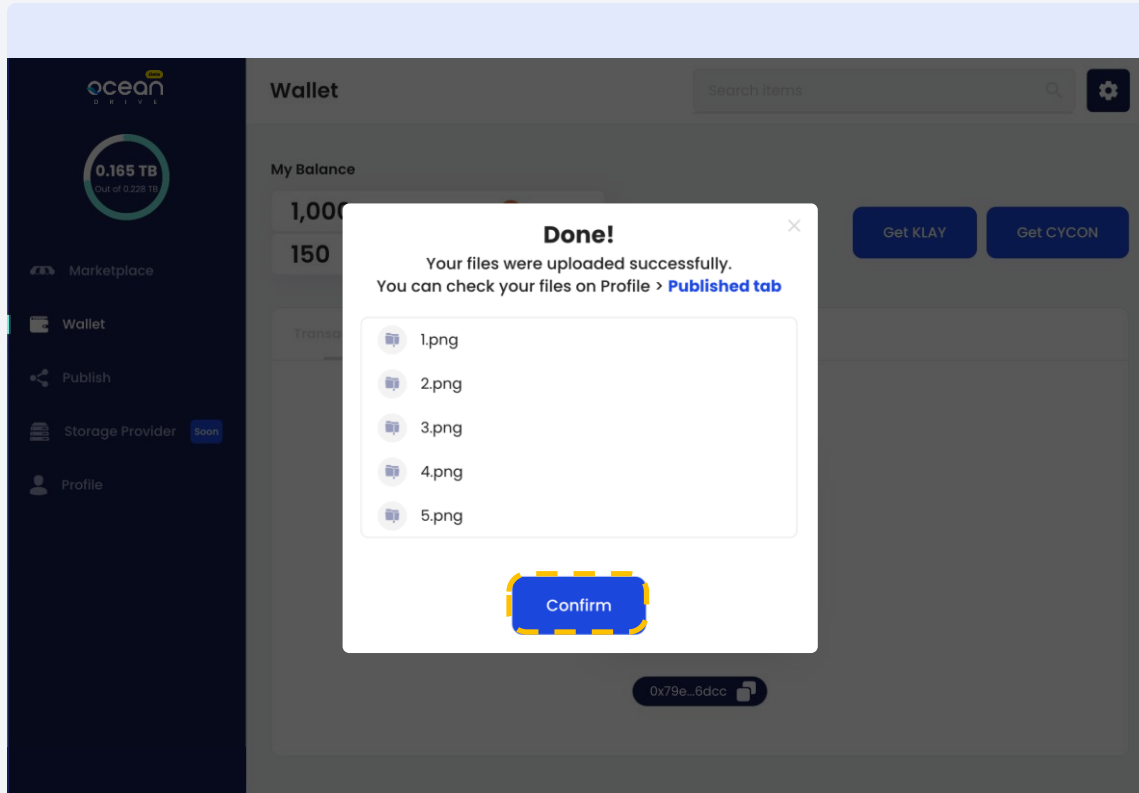 ocean
DRIVE
0.165 TB
Out of 0.228 TB
Marketplace
Wallet
Publish
Storage Provider Soon
Profile
Wallet
Search items
My Balance
150
Get KLAY
Get CYCON
Done!
Your files were uploaded successfully.
You can check your files on Profile > Published tab
1.png
2.png
3.png
4.png
5.png
Confirm
0x79e...6dcc